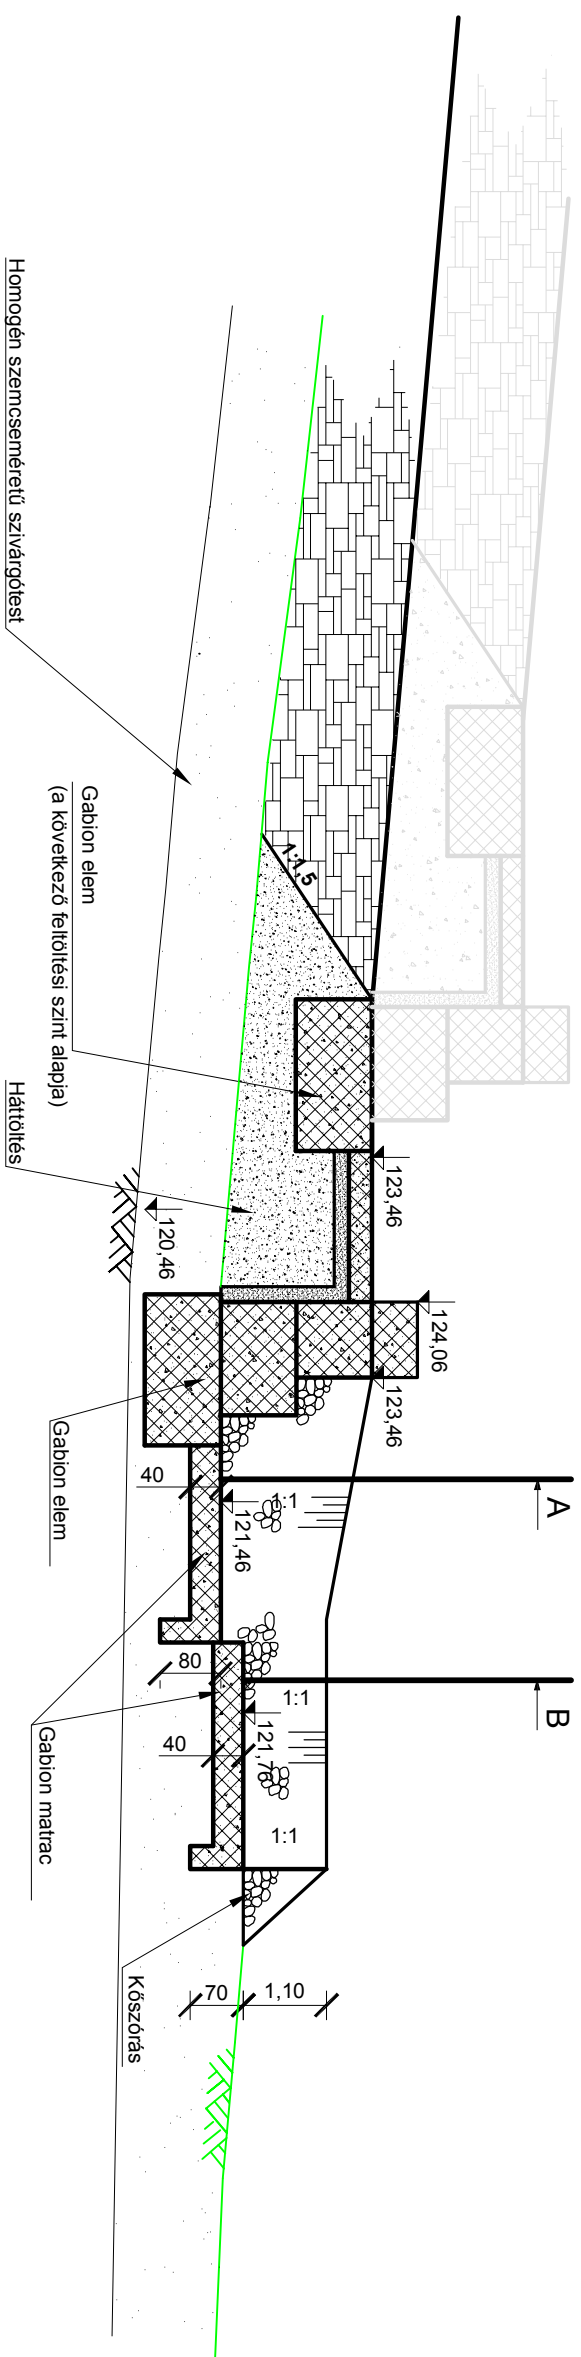 Homogén szemcseméretű szivárgótest
Gabion elem
(a következő feltöltési szint alapja)
Háttöltés
1:1,5
123,46
120,46
124,06
123,46
Gabion elem
40
1:1
121,46
A
80
1:1
B
40
121,76
Gabion matrac
1:1
Kőszórás
70
1,10